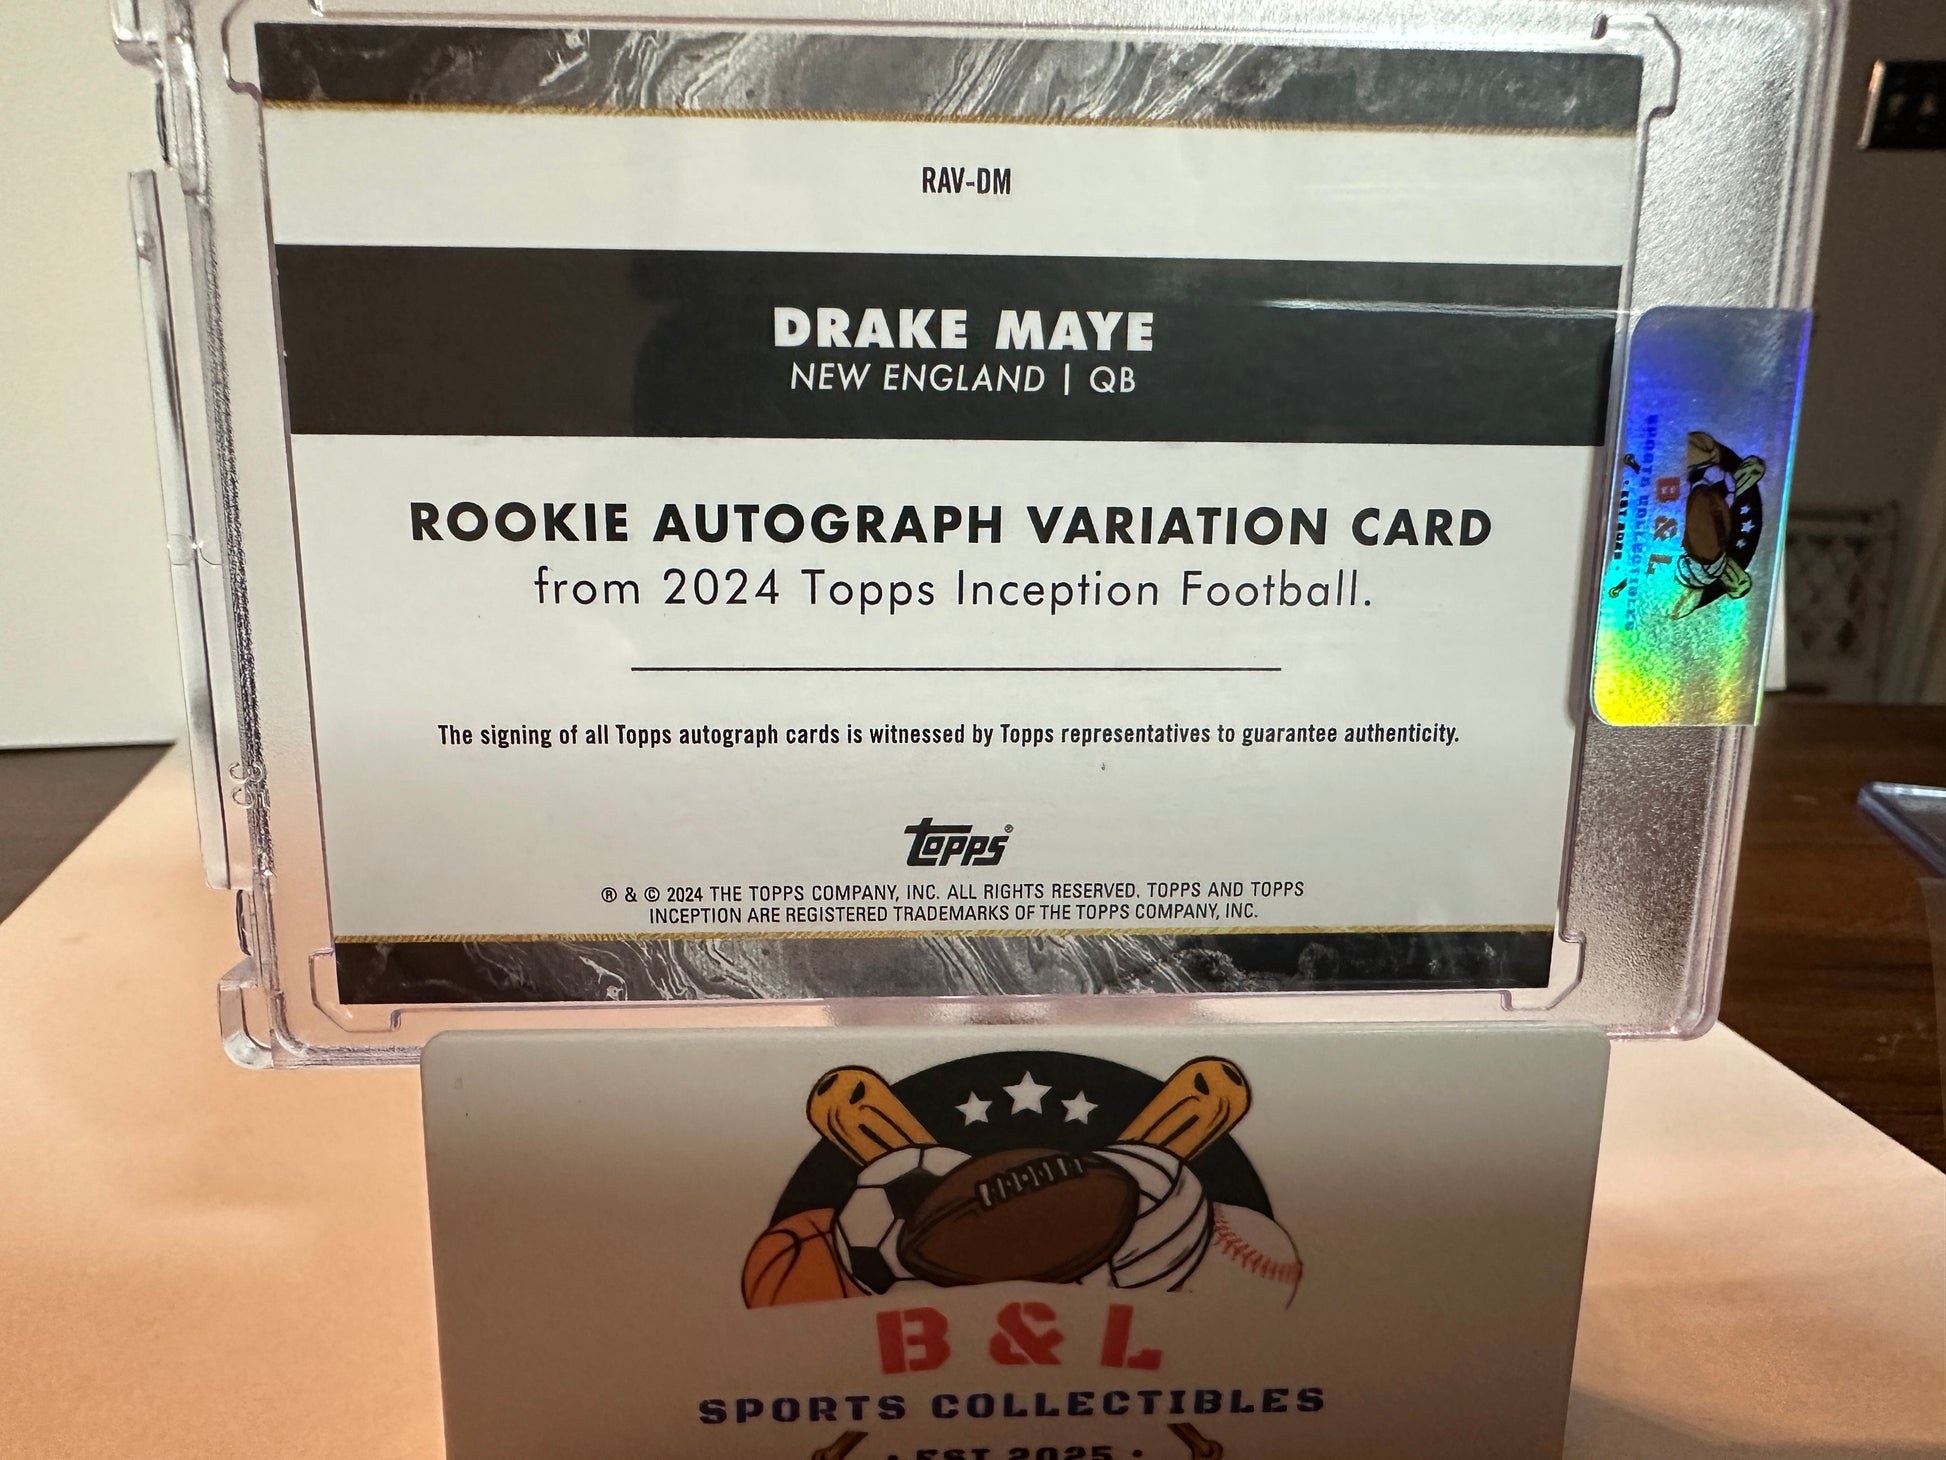 RAV-DM
DRAKE MAYE
NEW ENGLAND | QB
ROOKIE AUTOGRAPH VARIATION CARD
from 2024 Topps Inception Football.
The signing of all Topps autograph cards is witnessed by Topps representatives to guarantee authenticity.
Topps®
® & © 2024 THE TOPPS COMPANY, INC. ALL RIGHTS RESERVED. TOPPS AND TOPPS
INCEPTION ARE REGISTERED TRADEMARKS OF THE TOPPS COMPANY, INC.
B & L
B & L
SPORTS COLLECTIBLES
· EST 2025 ·